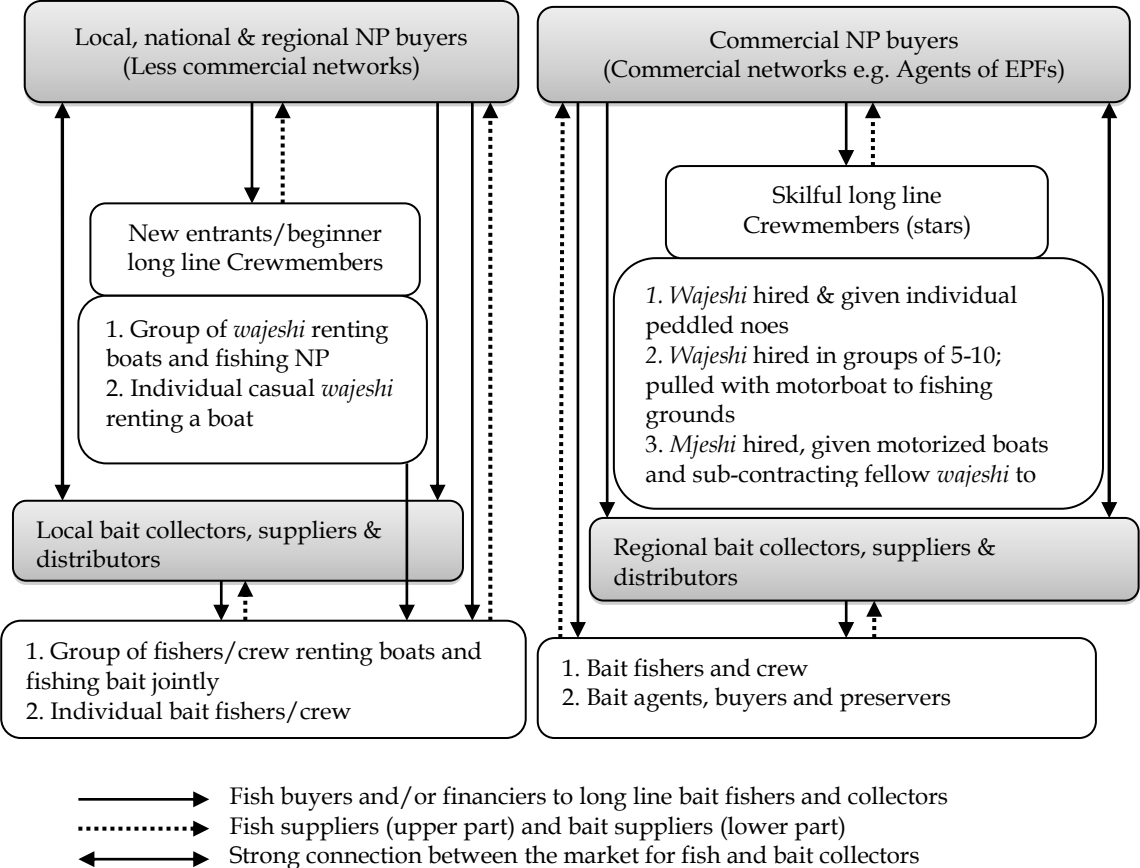 Local, national & regional NP buyers
(Less commercial networks)
New entrants/beginner
long line Crewmembers
1. Group of wajeshi renting
boats and fishing NP
2. Individual casual wajeshi
renting a boat
Local bait collectors, suppliers &
distributors
1. Group of fishers/crew renting boats and
fishing bait jointly
2. Individual bait fishers/crew
Commercial NP buyers
(Commercial networks e.g. Agents of EPFs)
Skilful long line
Crewmembers (stars)
1. Wajeshi hired & given individual
peddled noes
2. Wajeshi hired in groups of 5-10;
pulled with motorboat to fishing
grounds
3. Mjeshi hired, given motorized boats
and sub-contracting fellow wajeshi to
Regional bait collectors, suppliers &
distributors
1. Bait fishers and crew
2. Bait agents, buyers and preservers
Fish buyers and/or financiers to long line bait fishers and collectors
Fish suppliers (upper part) and bait suppliers (lower part)
Strong connection between the market for fish and bait collectors